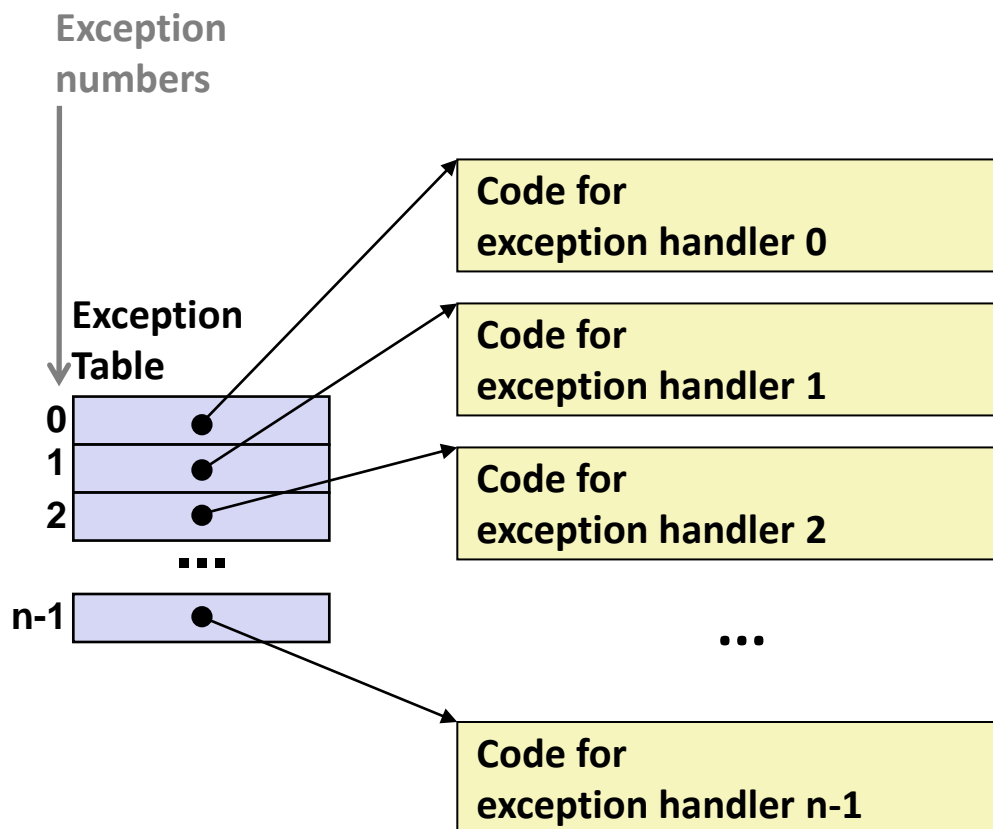 Exception
numbers
Code for
exception handler 0
Exception
Table
Code for
exception handler 1
0
1
2
...
n-1
Code for
exception handler 2
...
Code for
exception handler n-1